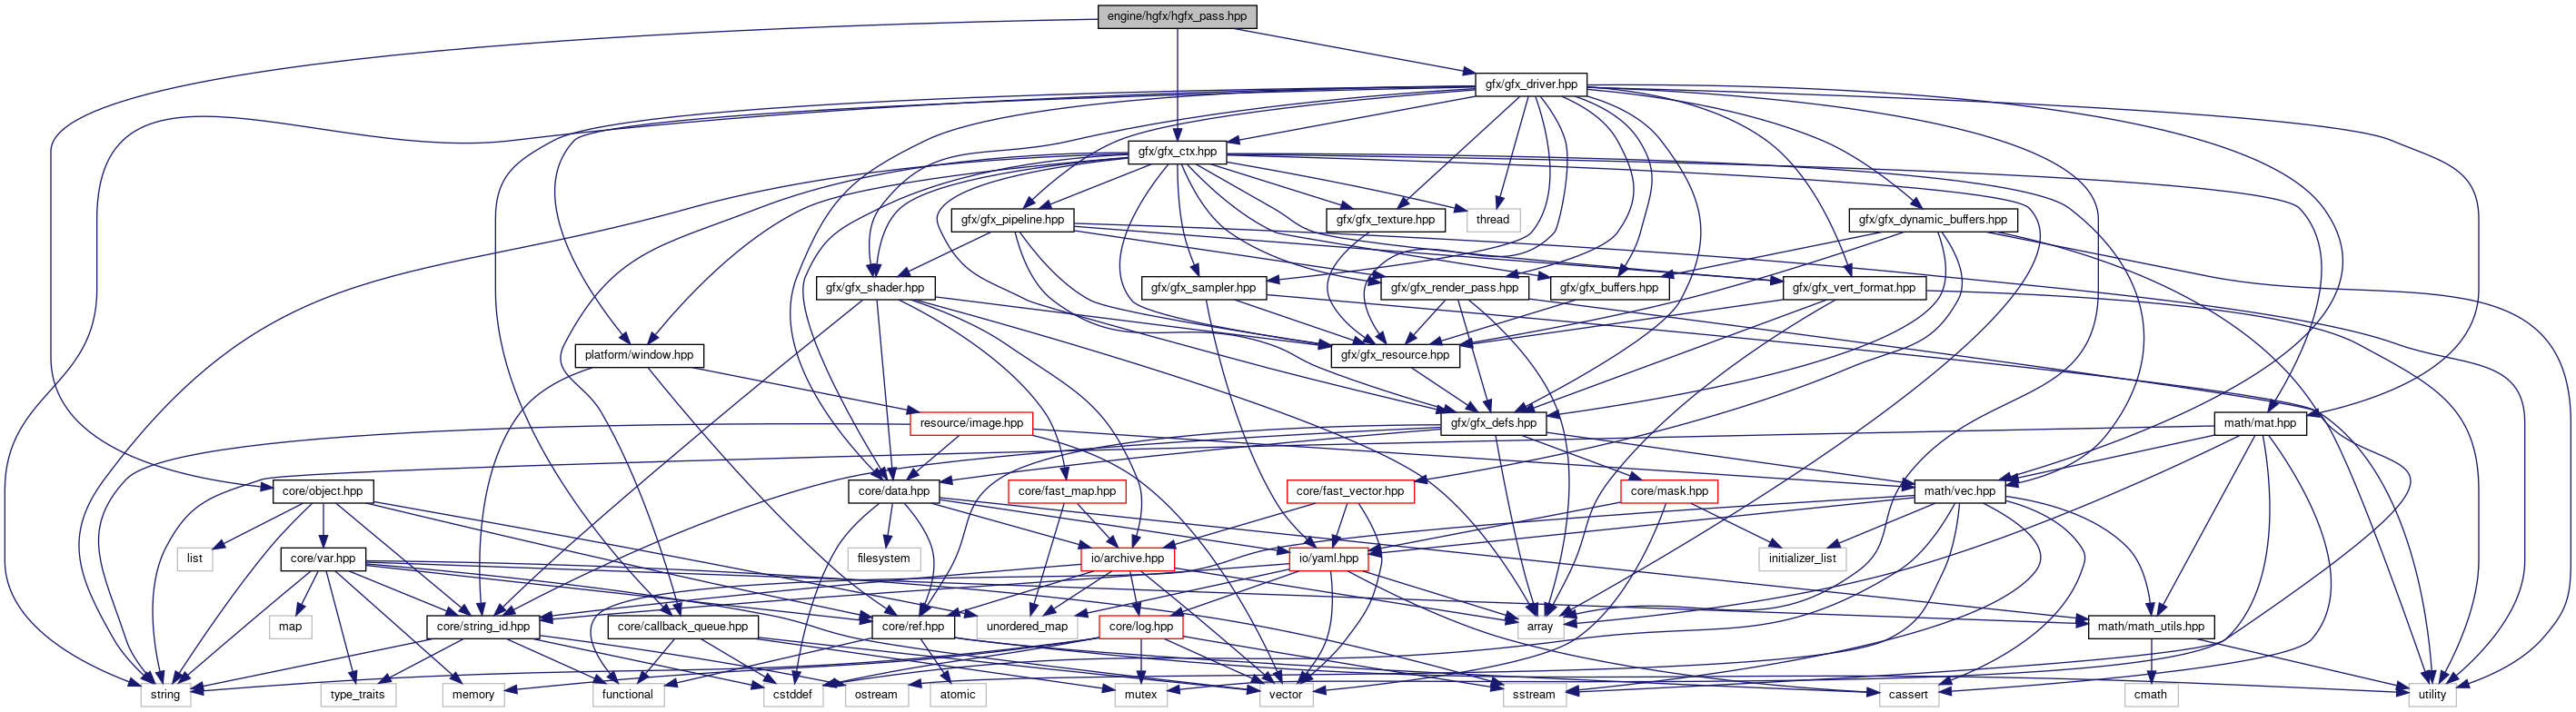 engine/hgfx/hgfx_pass.hpp
gfx/gfx_driver.hpp
gfx/gfx_ctx.hpp
gfx/gfx_pipeline.hpp
gfx/gfx_texture.hpp
thread
gfx/gfx_dynamic_buffers.hpp
gfx/gfx_shader.hpp
gfx/gfx_sampler.hpp
gfx/gfx_render_pass.hpp
gfx/gfx_buffers.hpp
gfx/gfx_vert_format.hpp
platform/window.hpp
gfx/gfx_resource.hpp
resource/image.hpp
gfx/gfx_defs.hpp
math/mat.hpp
core/object.hpp
core/data.hpp
core/fast_map.hpp
core/fast_vector.hpp
core/mask.hpp
math/vec.hpp
list
core/var.hpp
filesystem
io/archive.hpp
io/yaml.hpp
initializer_list
map
core/string_id.hpp
core/callback_queue.hpp
core/ref.hpp
unordered_map
core/log.hpp
array
math/math_utils.hpp
string
type_traits
memory
functional
cstddef
ostream
atomic
mutex
vector
sstream
cassert
cmath
utility